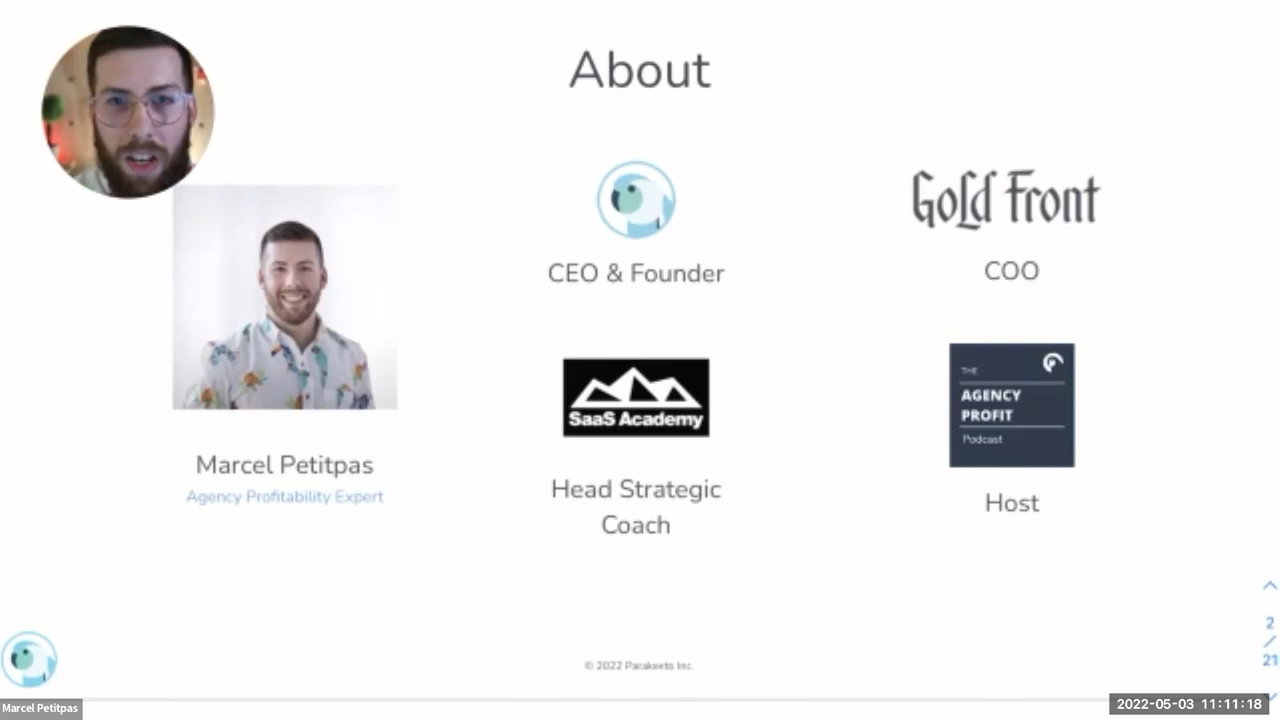 About
CEO & Founder
Gold Front
COO
SaaS Academy
Head Strategic
Coach
THE
AGENCY
PROFIT
Podcast
Host
Marcel Petitpas
Agency Profitability Expert
2
/
21
© 2022 Parakeeto Inc.
Marcel Petitpas
2022-05-03 11:11:18